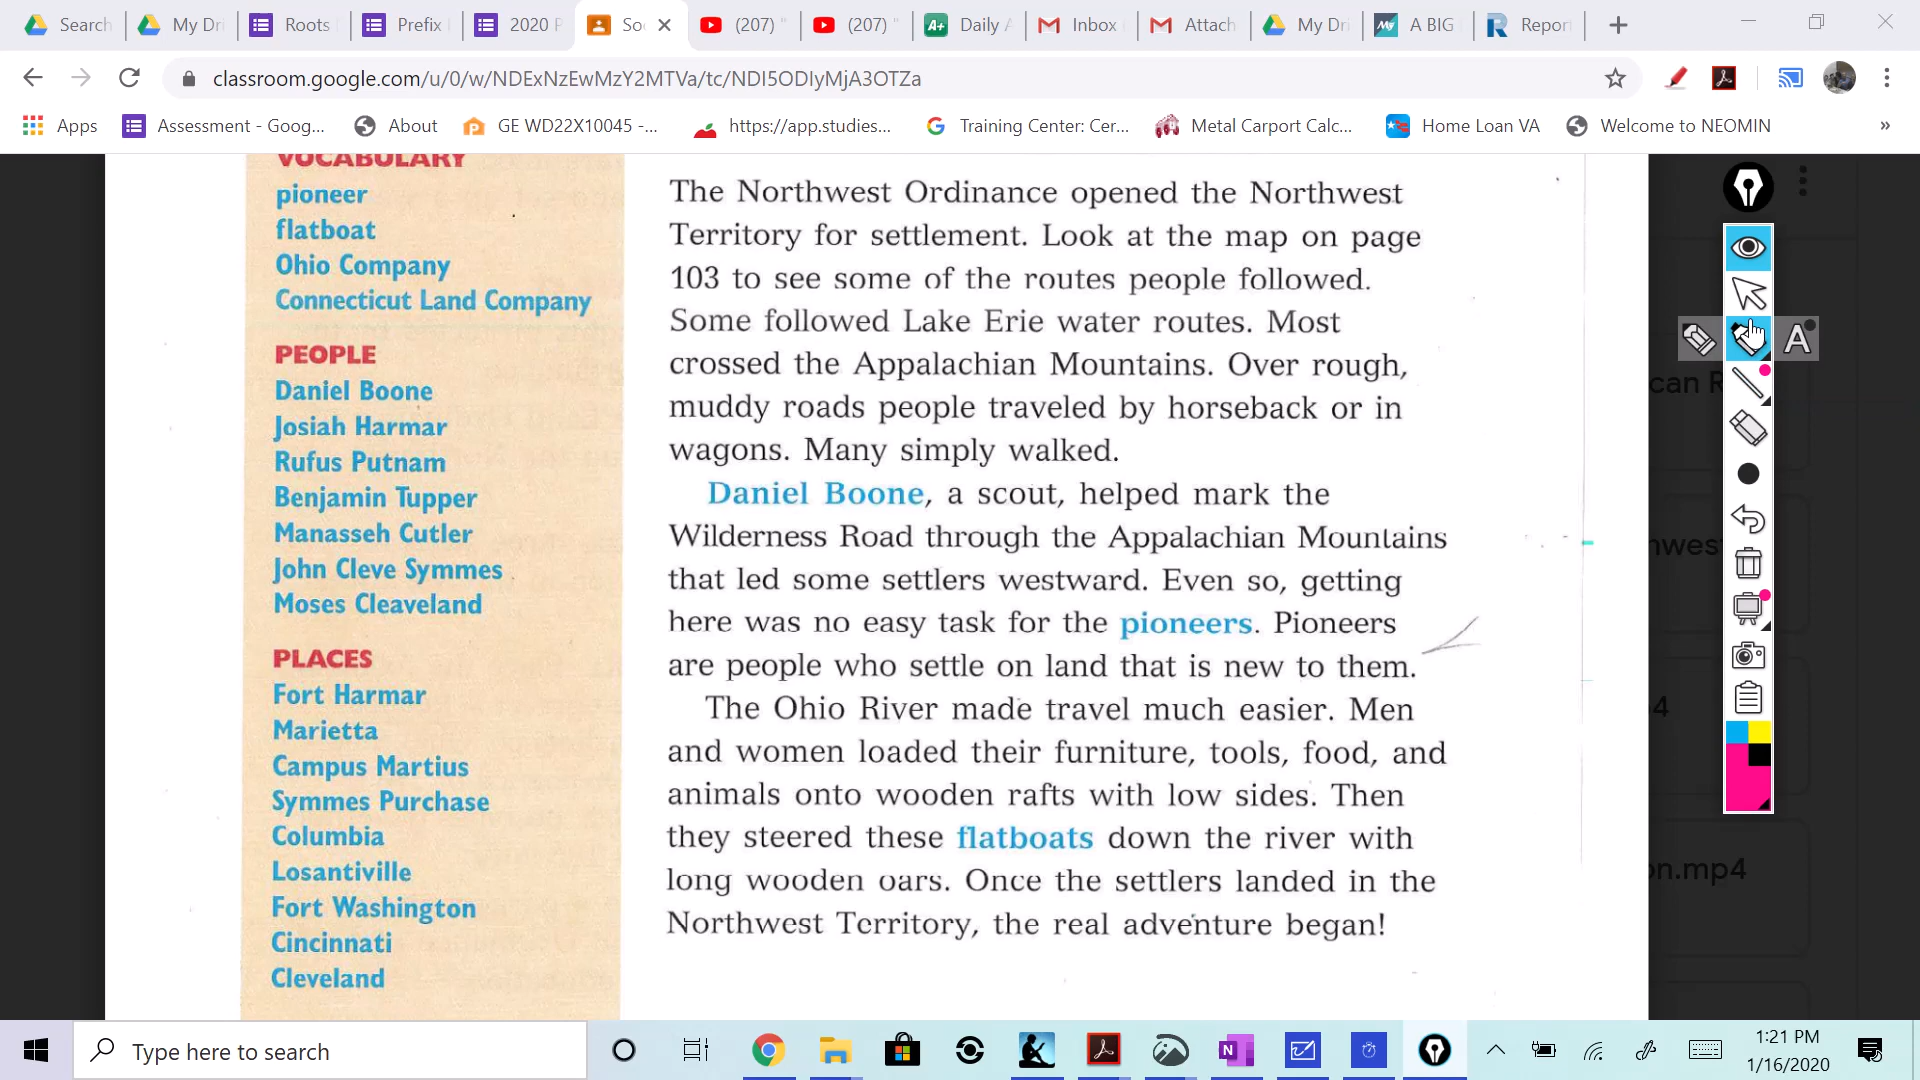 Search
My Dri
Roots
Prefix
2020 P
Soc
(207) "
(207) "
Daily A
Inbox
Attach
My Dri
A BIG
Report
classroom.google.com/u/0/w/NDExNzEwMzY2MTVa/tc/NDI5ODIyMjA3OTZa
Apps
Assessment - Goog...
About
GE WD22X10045 -...
https://app.studies...
Training Center: Cer...
Metal Carport Calc...
Home Loan VA
Welcome to NEOMIN
»
VOCABULARY
pioneer
flatboat
Ohio Company
Connecticut Land Company
PEOPLE
Daniel Boone
Josiah Harmar
Rufus Putnam
Benjamin Tupper
Manasseh Cutler
John Cleve Symmes
Moses Cleaveland
PLACES
Fort Harmar
Marietta
Campus Martius
Symmes Purchase
Columbia
Losantiville
Fort Washington
Cincinnati
Cleveland
The Northwest Ordinance opened the Northwest
Territory for settlement. Look at the map on page
103 to see some of the routes people followed.
Some followed Lake Erie water routes. Most
crossed the Appalachian Mountains. Over rough,
muddy roads people traveled by horseback or in
wagons. Many simply walked.
Daniel Boone, a scout, helped mark the
Wilderness Road through the Appalachian Mountains
that led some settlers westward. Even so, getting
here was no easy task for the pioneers. Pioneers
are people who settle on land that is new to them.
The Ohio River made travel much easier. Men
and women loaded their furniture, tools, food, and
animals onto wooden rafts with low sides. Then
they steered these flatboats down the river with
long wooden oars. Once the settlers landed in the
Northwest Territory, the real adventure began!
A
can R
nwest
4
on.mp4
Type here to search
1:21 PM
1/16/2020